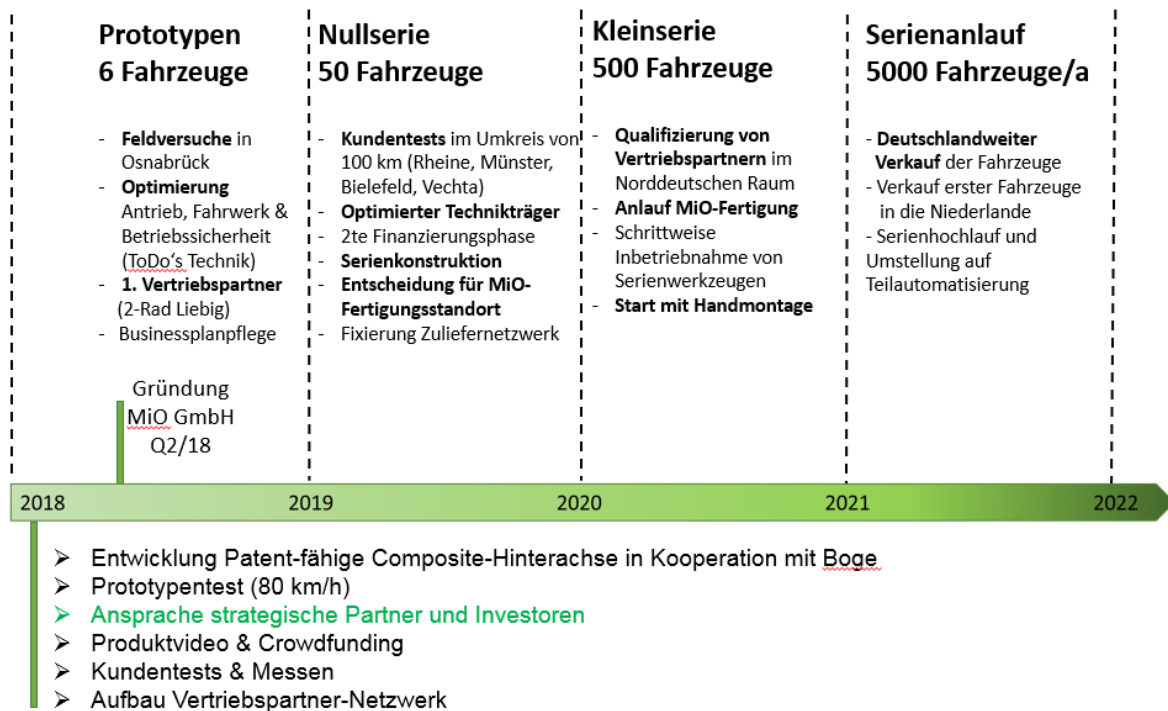 Prototypen
6 Fahrzeuge
- Feldversuche in
Osnabrück
- Optimierung
Antrieb, Fahrwerk &
Betriebssicherheit
(ToDo's Technik)
- 1. Vertriebspartner
(2-Rad Liebig)
- Businessplanpflege
Nullserie
50 Fahrzeuge
- Kundentests im Umkreis von
100 km (Rheine, Münster,
Bielefeld, Vechta)
- Optimierter Technikträger
- 2te Finanzierungsphase
- Serienkonstruktion
- Entscheidung für MiO-
Fertigungsstandort
- Fixierung Zuliefernetzwerk
Kleinserie
500 Fahrzeuge
- Qualifizierung von
Vertriebspartnern im
Norddeutschen Raum
- Anlauf MiO-Fertigung
- Schrittweise
Inbetriebnahme von
Serienwerkzeugen
- Start mit Handmontage
Serienanlauf
5000 Fahrzeuge/a
- Deutschlandweiter
Verkauf der Fahrzeuge
- Verkauf erster Fahrzeuge
in die Niederlande
- Serienhochlauf und
Umstellung auf
Teilautomatisierung
Gründung
MiO GmbH
Q2/18
2018 2019 2020 2021 2022
➢ Entwicklung Patent-fähige Composite-Hinterachse in Kooperation mit Boge
➢ Prototypentest (80 km/h)
➢ Ansprache strategische Partner und Investoren
➢ Produktvideo & Crowdfunding
➢ Kundentests & Messen
➢ Aufbau Vertriebspartner-Netzwerk